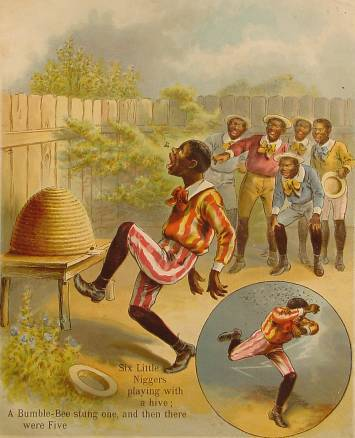 Six Little
Niggers
playing with
a hive;
A Bumble-Bee stung one, and then there
were Five